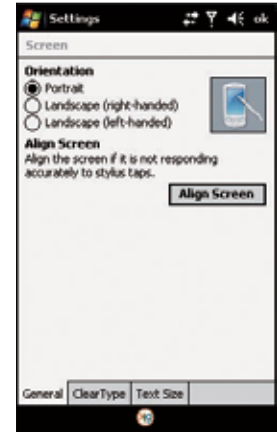 Settings
ok
Screen
Orientation
Portrait
Landscape (right-handed)
Landscape (left-handed)
Align Screen
Align the screen if it is not responding
accurately to stylus taps.
Align Screen
General ClearType Text Size